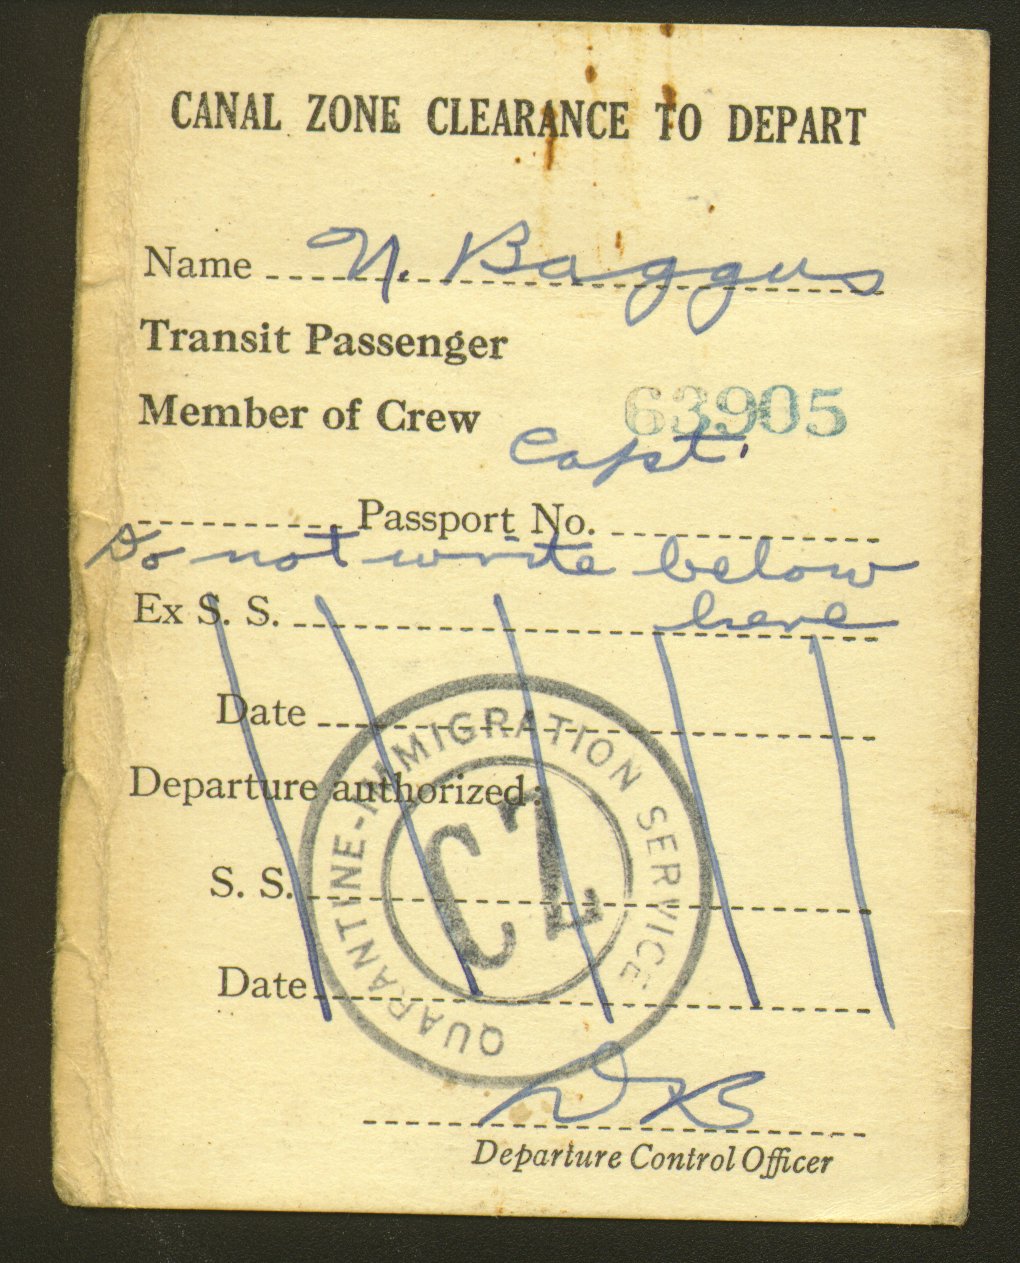 CANAL ZONE CLEARANCE TO DEPART
Name N. Baggus
Transit Passenger
Member of Crew 63905
Capt.
Passport No.
Do not write below
Ex S. S. here
Date
Departure authorized:
S. S.
Date
QUARANTINE-IMMIGRATION SERVICE
CZ
DB
Departure Control Officer